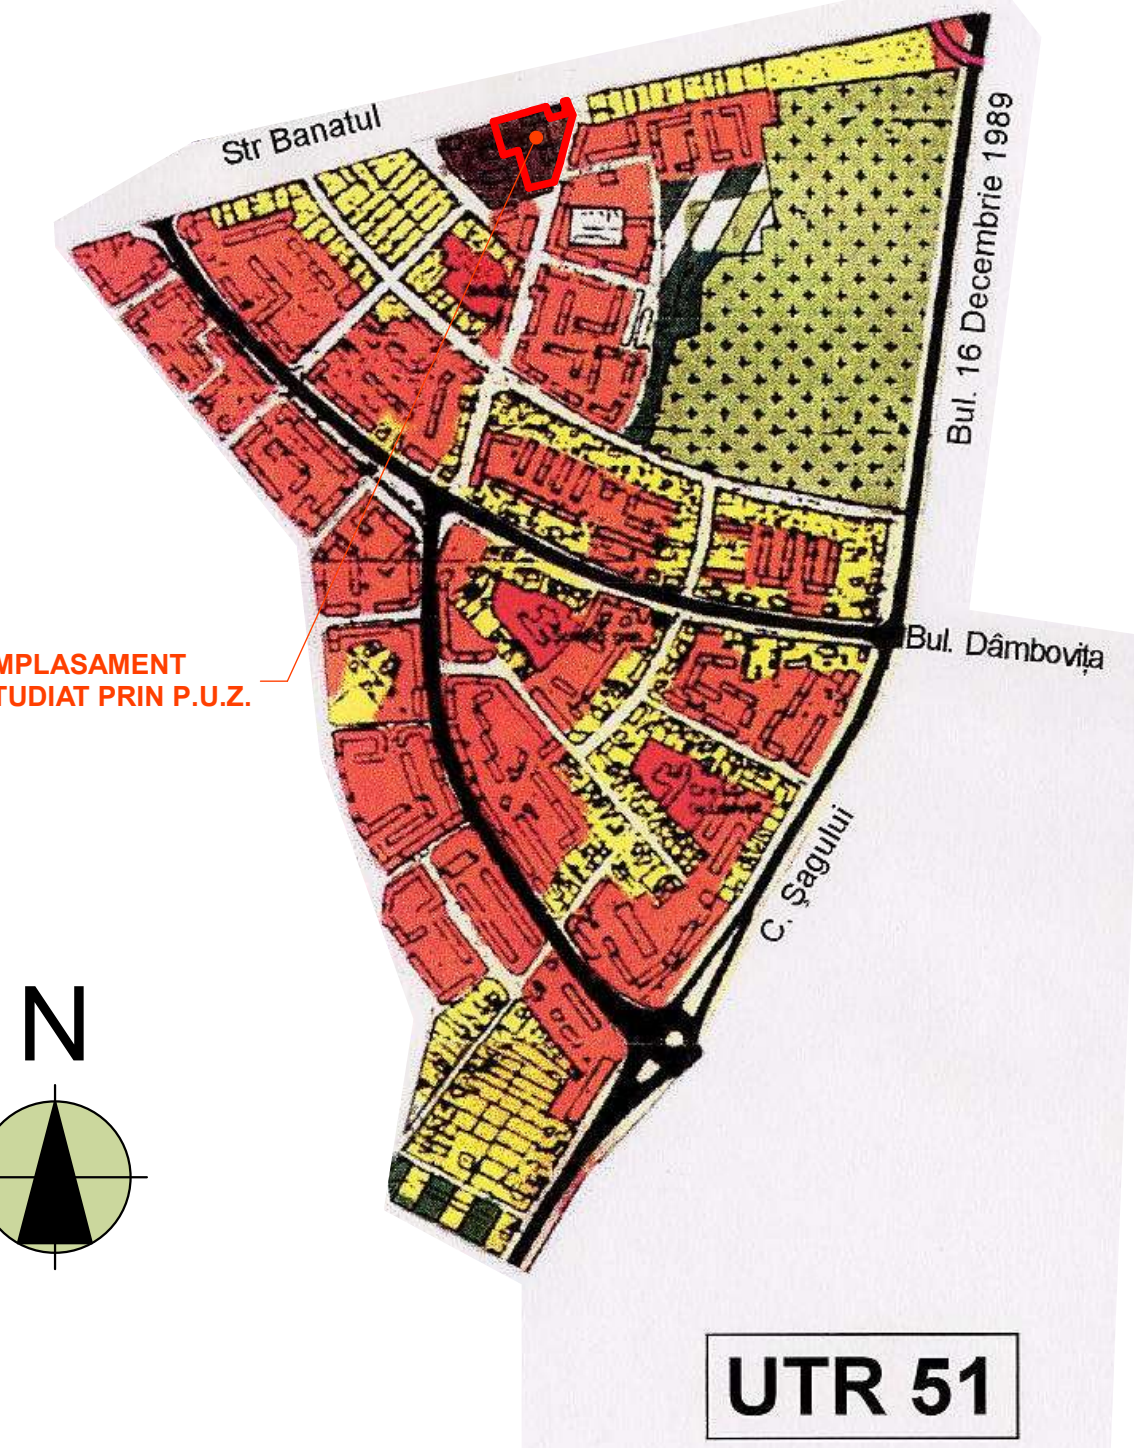 Str Banatul
Bul. 16 Decembrie 1989
MPLASAMENT
TUDIAT PRIN P.U.Z.
Bul. Dâmbovița
C. Șagului
N
UTR 51